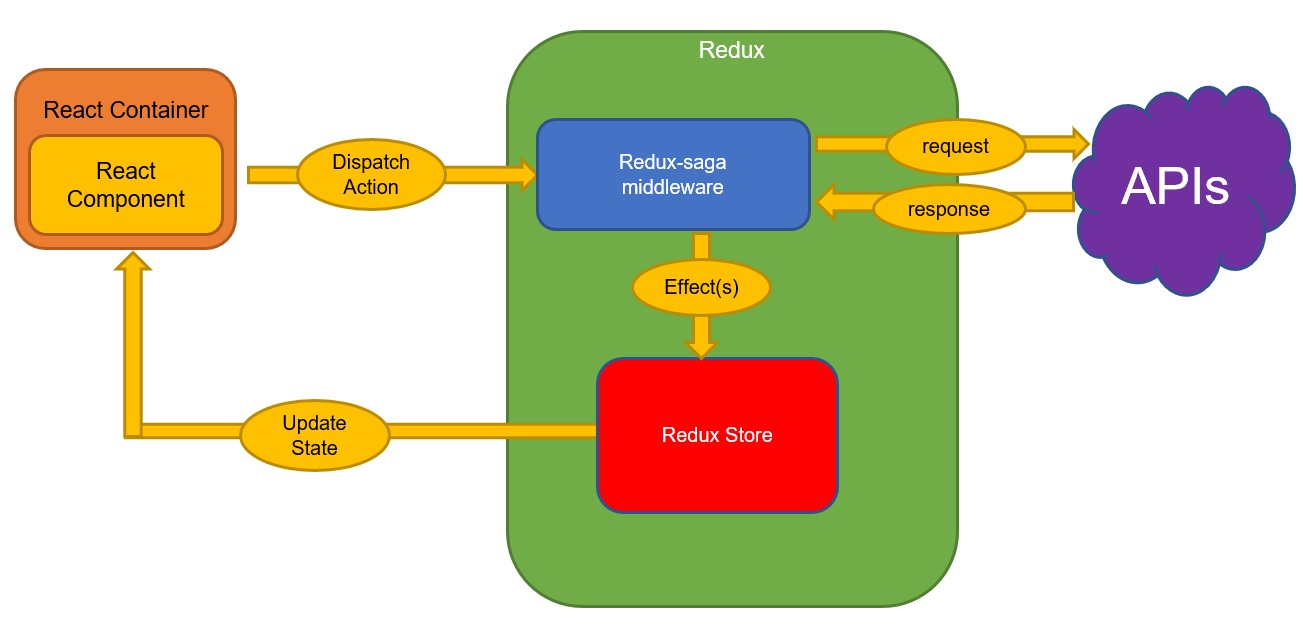 Redux
React Container
React
Component
Dispatch
Action
Redux-saga
middleware
request
response
APIs
Effect(s)
Redux Store
Update
State